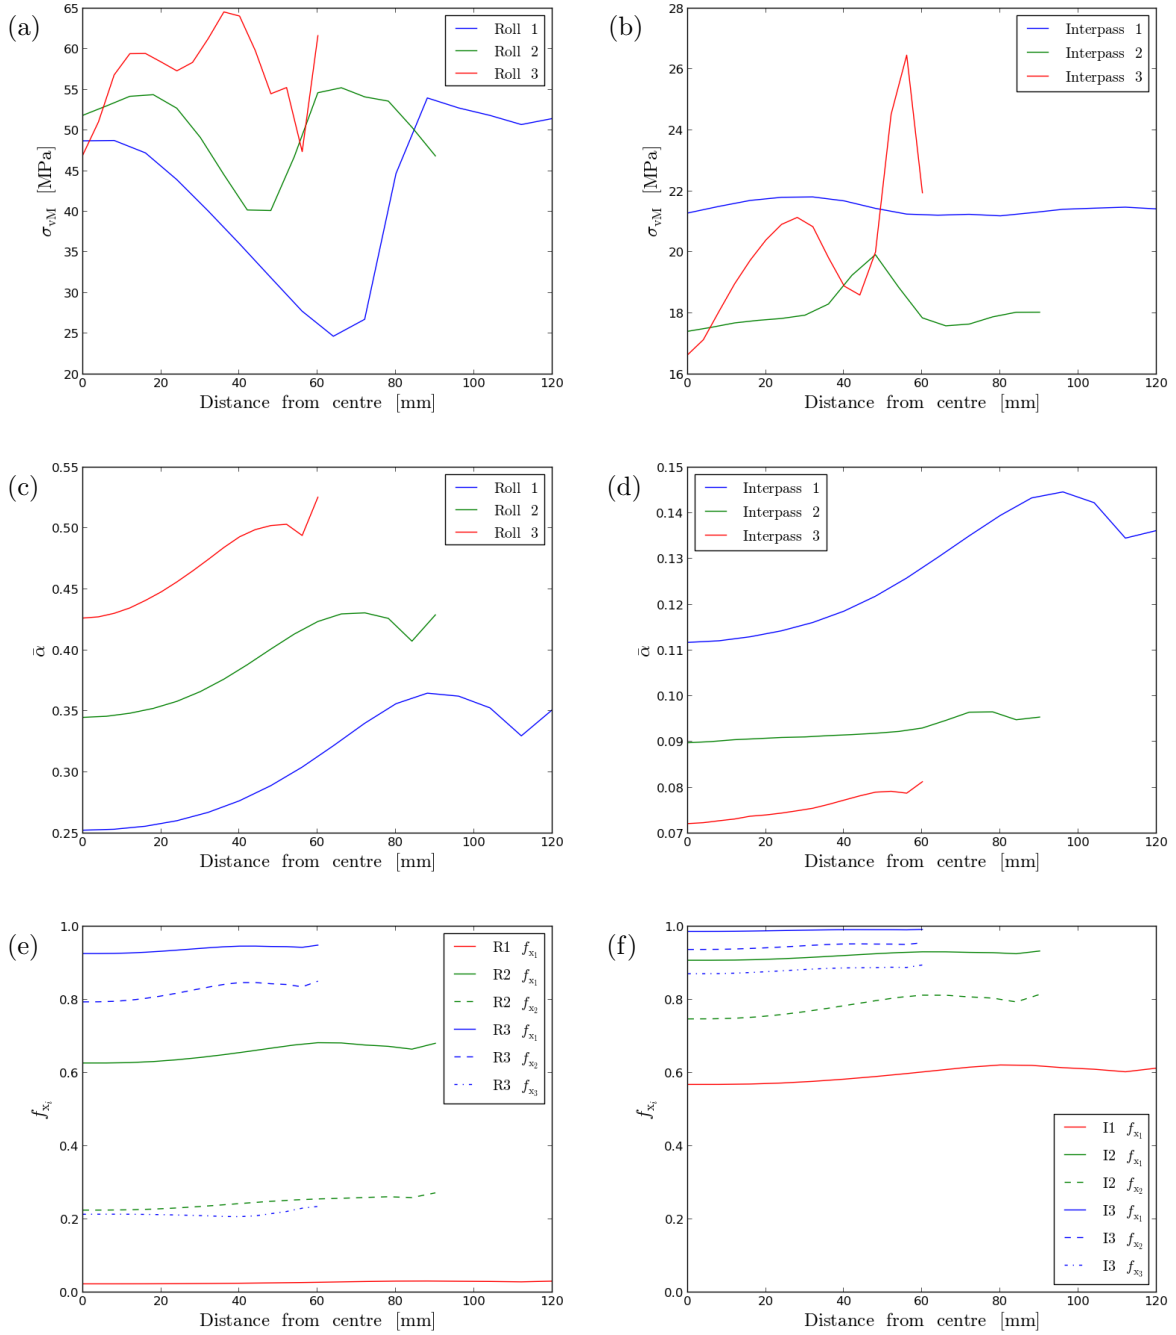 (a)
65
60
55
50
45
40
35
30
25
20
σvM [MPa]
Roll 1
Roll 2
Roll 3
0 20 40 60 80 100 120
Distance from centre [mm]
(b)
28
26
24
22
20
18
16
σvM [MPa]
Interpass 1
Interpass 2
Interpass 3
0 20 40 60 80 100 120
Distance from centre [mm]
(c)
0.55
0.50
0.45
0.40
0.35
0.30
0.25
ᾱ
Roll 1
Roll 2
Roll 3
0 20 40 60 80 100 120
Distance from centre [mm]
(d)
0.15
0.14
0.13
0.12
0.11
0.10
0.09
0.08
0.07
ᾱ
Interpass 1
Interpass 2
Interpass 3
0 20 40 60 80 100 120
Distance from centre [mm]
(e)
1.0
0.8
0.6
0.4
0.2
0.0
fxi
R1 fx1
R2 fx1
R2 fx2
R3 fx1
R3 fx2
R3 fx3
0 20 40 60 80 100 120
Distance from centre [mm]
(f)
1.0
0.8
0.6
0.4
0.2
0.0
fxi
I1 fx1
I2 fx1
I2 fx2
I3 fx1
I3 fx2
I3 fx3
0 20 40 60 80 100 120
Distance from centre [mm]